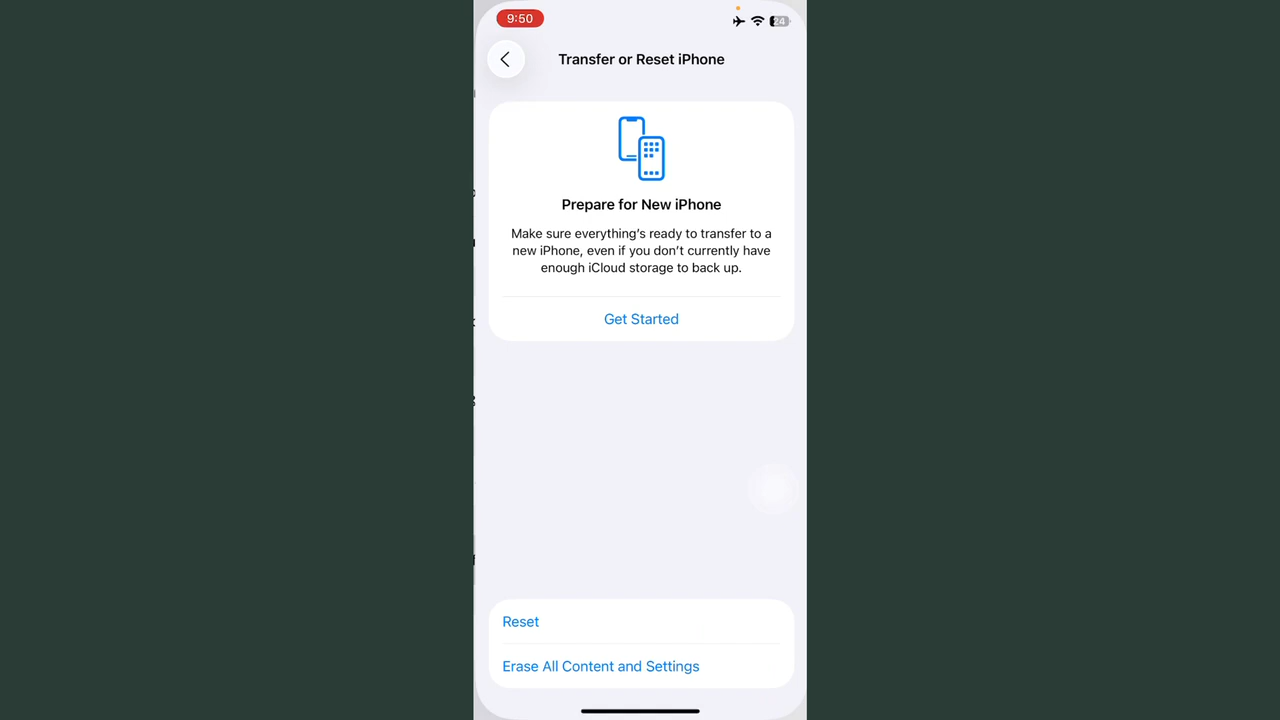 9:50
24
Transfer or Reset iPhone
Prepare for New iPhone
Make sure everything's ready to transfer to a
new iPhone, even if you don't currently have
enough iCloud storage to back up.
Get Started
Reset
Erase All Content and Settings